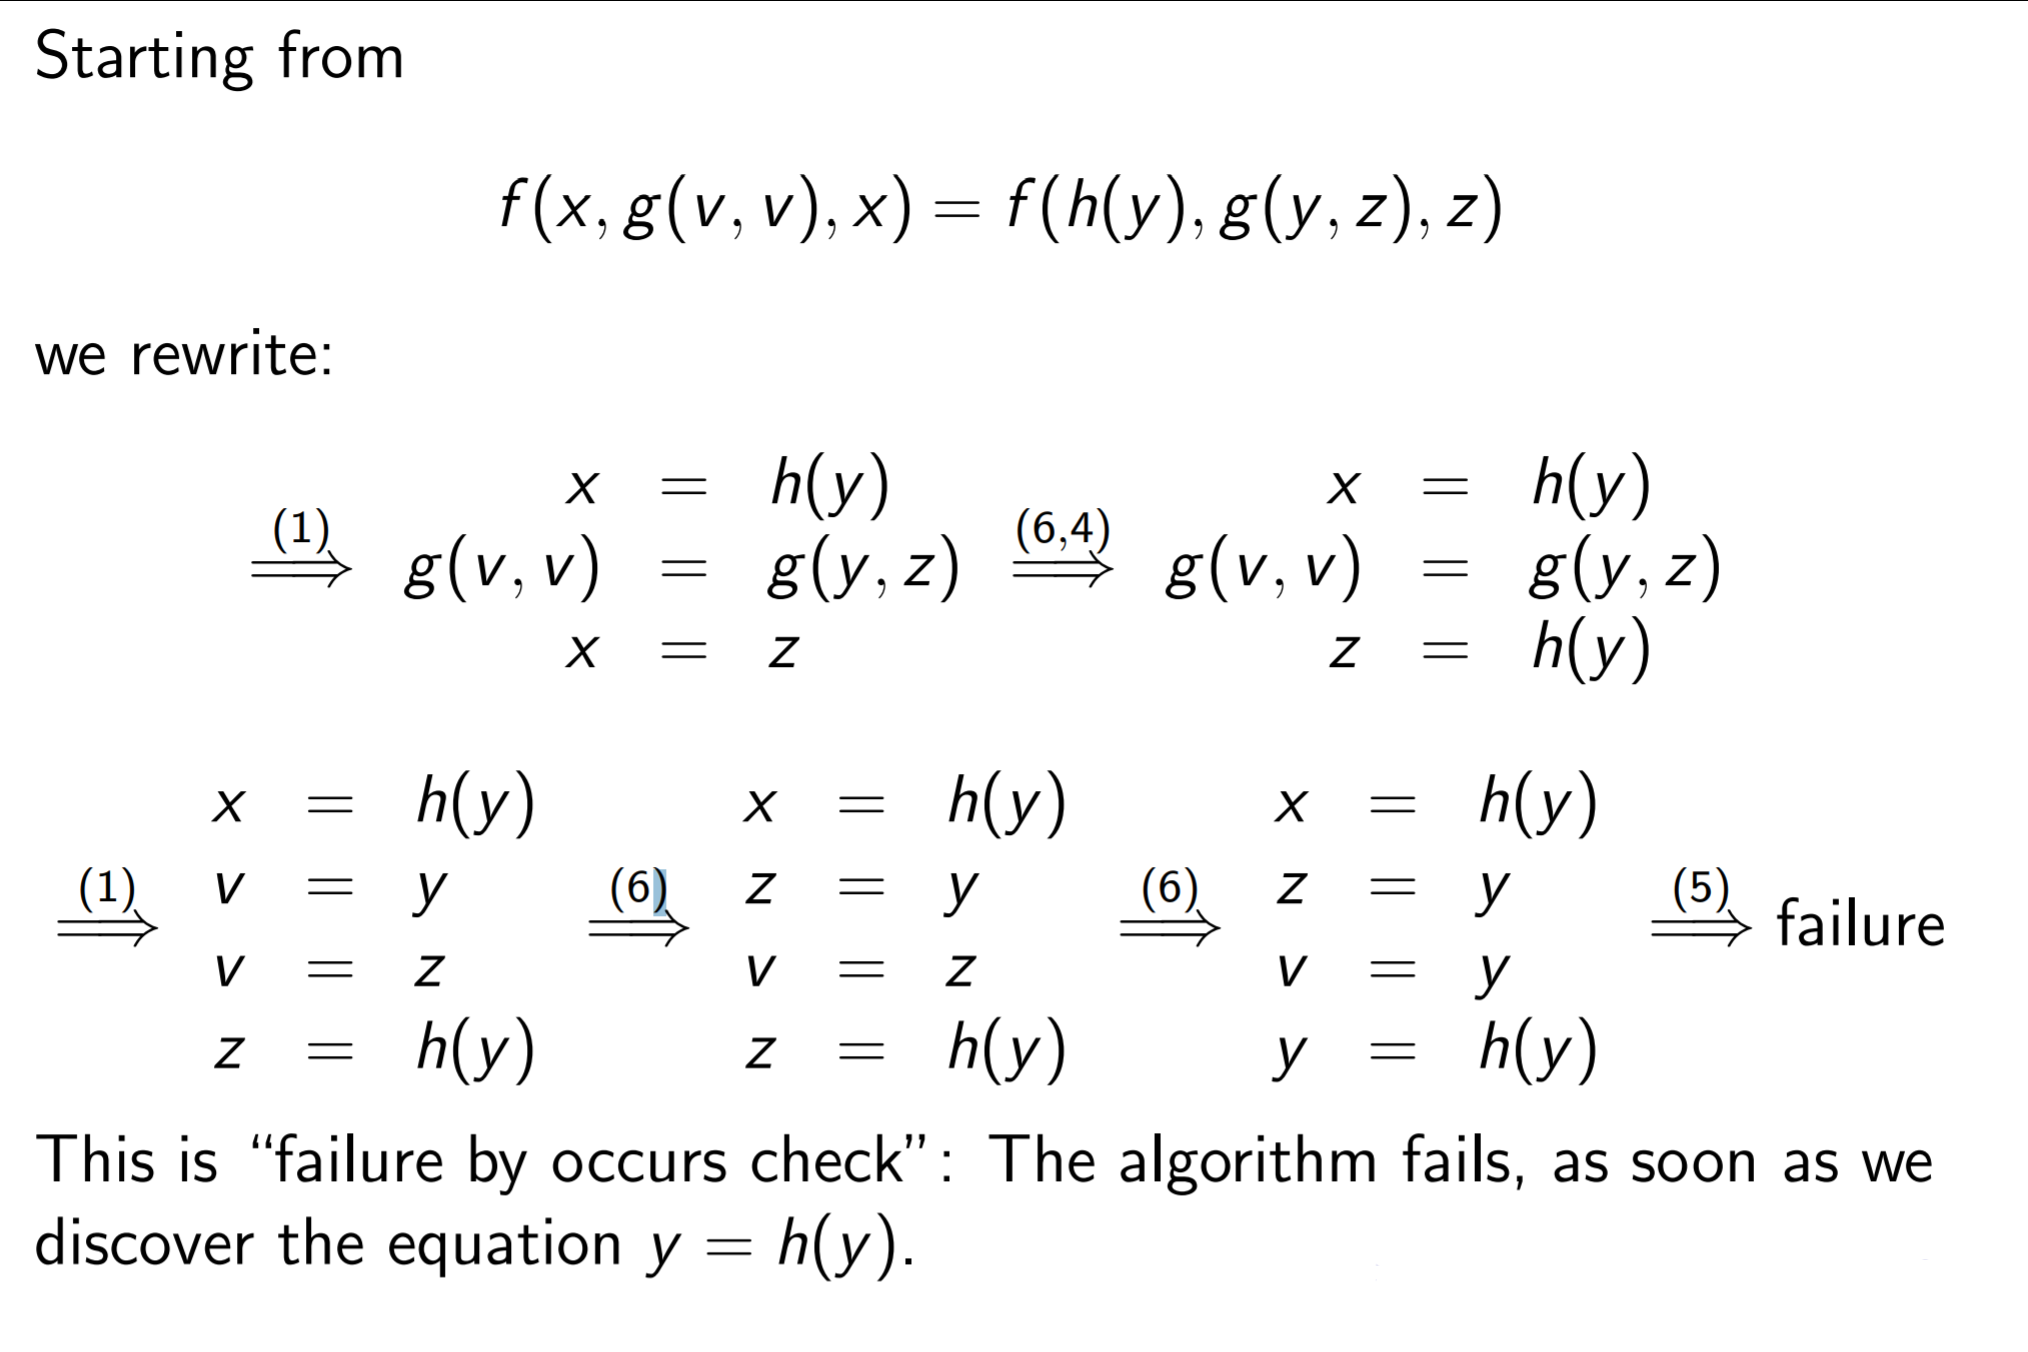 Starting from
f(x, g(v, v), x) = f(h(y), g(y, z), z)
we rewrite:
x = h(y) x = h(y)
(1) ⟹ g(v, v) = g(y, z) (6,4) ⟹ g(v, v) = g(y, z)
x = z z = h(y)
x = h(y) x = h(y) x = h(y)
(1) ⟹ v = y (6) ⟹ z = y (6) ⟹ z = y (5) ⟹ failure
v = z v = z v = y
z = h(y) z = h(y) y = h(y)
This is “failure by occurs check”: The algorithm fails, as soon as we
discover the equation y = h(y).